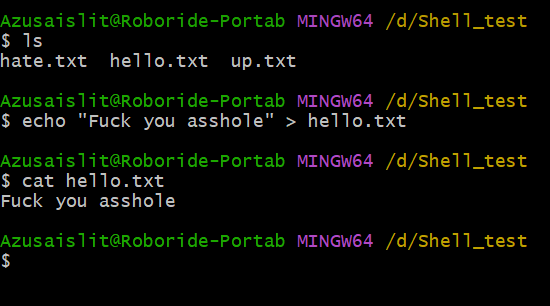 Azusaislit@Roboride-Portab MINGW64 /d/Shell_test
$ ls
hate.txt  hello.txt  up.txt
Azusaislit@Roboride-Portab MINGW64 /d/Shell_test
$ echo "Fuck you asshole" > hello.txt
Azusaislit@Roboride-Portab MINGW64 /d/Shell_test
$ cat hello.txt
Fuck you asshole
Azusaislit@Roboride-Portab MINGW64 /d/Shell_test
$